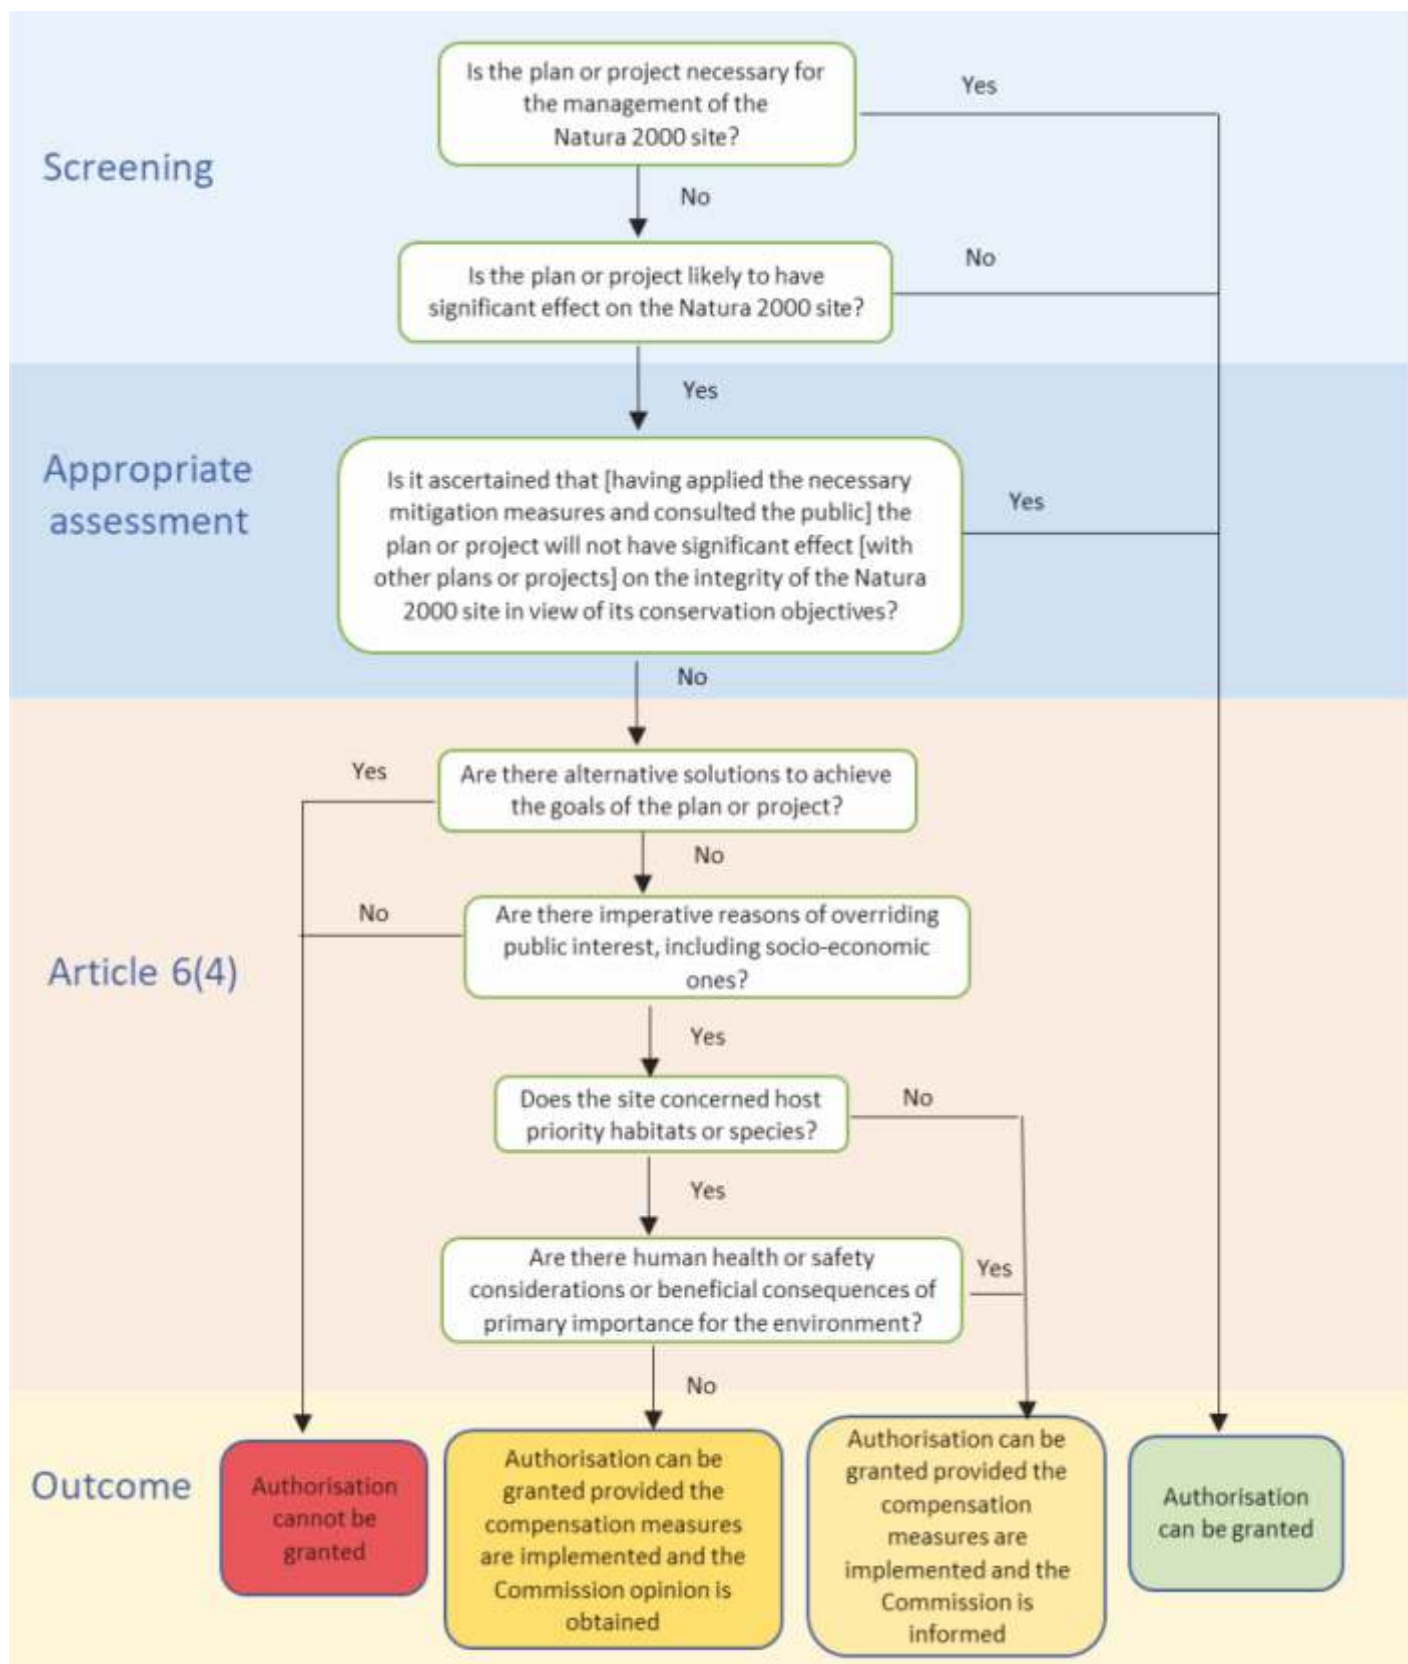 Is the plan or project necessary for
the management of the
Natura 2000 site?
Yes
Screening
No
Is the plan or project likely to have
significant effect on the Natura 2000 site?
No
Yes
Appropriate
assessment
Is it ascertained that [having applied the necessary
mitigation measures and consulted the public] the
plan or project will not have significant effect [with
other plans or projects] on the integrity of the Natura
2000 site in view of its conservation objectives?
Yes
No
Are there alternative solutions to achieve
the goals of the plan or project?
Yes
No
Are there imperative reasons of overriding
public interest, including socio-economic
ones?
No
Article 6(4)
Yes
Does the site concerned host
priority habitats or species?
No
Yes
Are there human health or safety
considerations or beneficial consequences of
primary importance for the environment?
Yes
No
Outcome
Authorisation
cannot be
granted
Authorisation can be
granted provided the
compensation measures
are implemented and the
Commission opinion is
obtained
Authorisation can be
granted provided the
compensation
measures are
implemented and the
Commission is
informed
Authorisation
can be granted